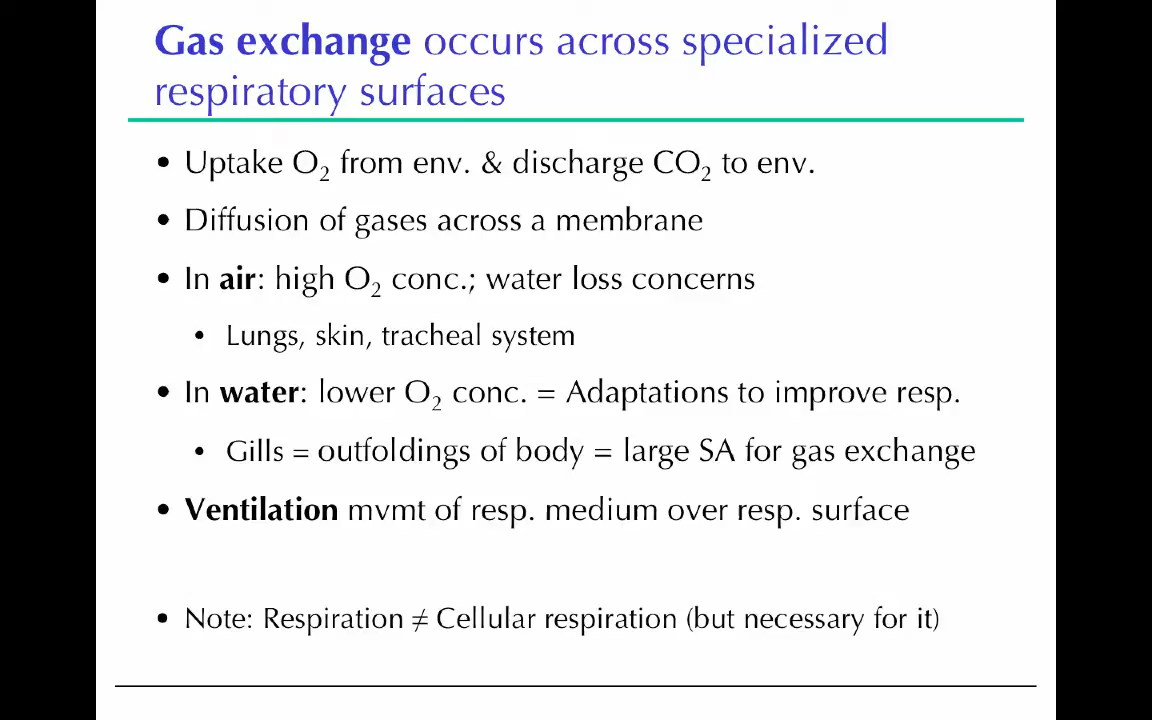 Gas exchange occurs across specialized
respiratory surfaces
• Uptake O₂ from env. & discharge CO₂ to env.
• Diffusion of gases across a membrane
• In air: high O₂ conc.; water loss concerns
• Lungs, skin, tracheal system
• In water: lower O₂ conc. = Adaptations to improve resp.
• Gills = outfoldings of body = large SA for gas exchange
• Ventilation mvmt of resp. medium over resp. surface
• Note: Respiration ≠ Cellular respiration (but necessary for it)